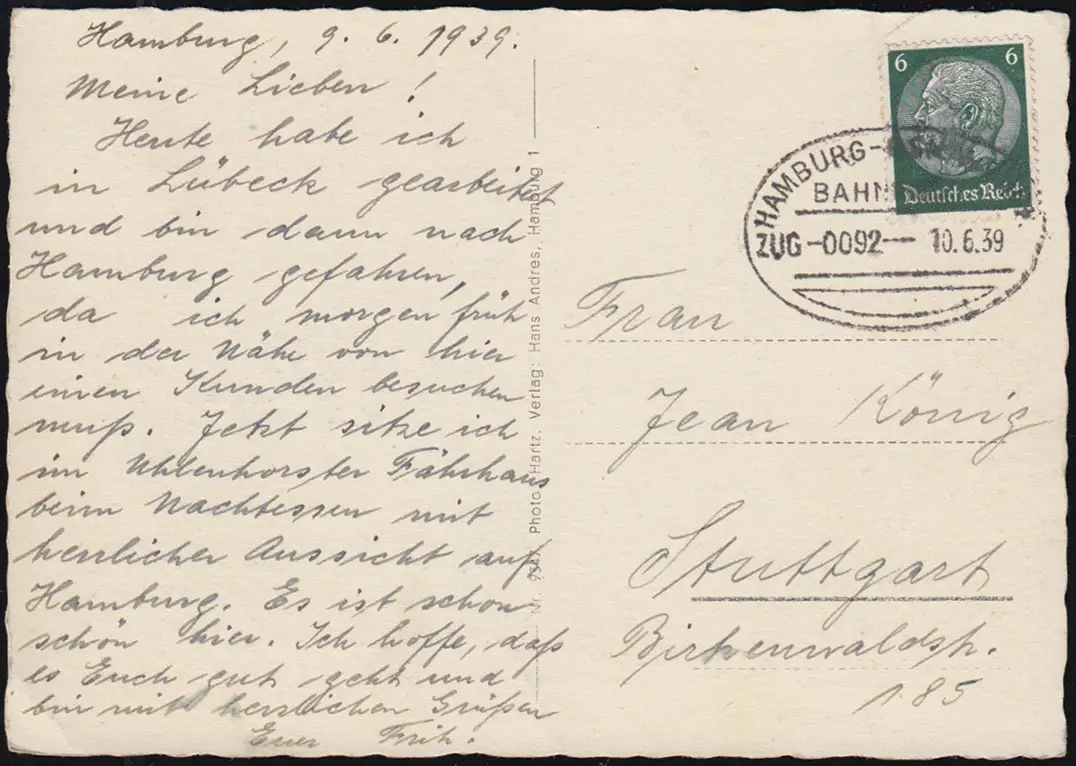 Hamburg, 9. 6. 1939.
Meine Lieben!
Heute habe ich
in Lübeck gearbeitet
und bin dann nach
Hamburg gefahren,
da ich morgen früh
in der Nähe von hier
einen Kunden besuchen
muß. Jetzt sitze ich
im Uhlenhorster Fährhaus
beim Nachtessen mit
herrlicher Aussicht auf
Hamburg. Es ist schon
schön hier. Ich hoffe, daß
es Euch gut geht und
bin mit herzlichen Grüßen
Euer
Photo: Hartz. Verlag: Hans Andres, Hamburg 1
6 6
Deutsches Reich
HAMBURG-
BAHN
ZUG-0092- 10.6.39
Frau
Jean König
Stuttgart
Birkenwaldstr.
185